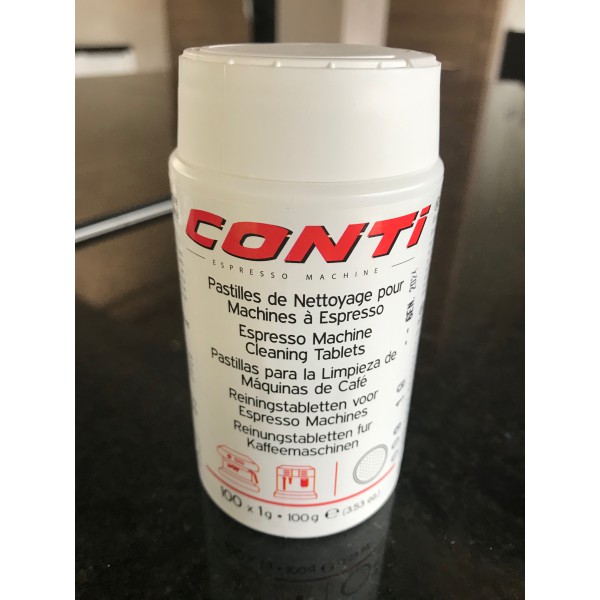 CONTi
ESPRESSO MACHINE
Pastilles de Nettoyage pour
Machines à Espresso
Espresso Machine
Cleaning Tablets
Pastillas para la Limpieza de
Máquinas de Café
Reiningstabletten voor
Espresso Machines
Reinungstabletten fur
Kaffeemaschinen
100 x 1g • 100g ℮ (3.53 oz.)